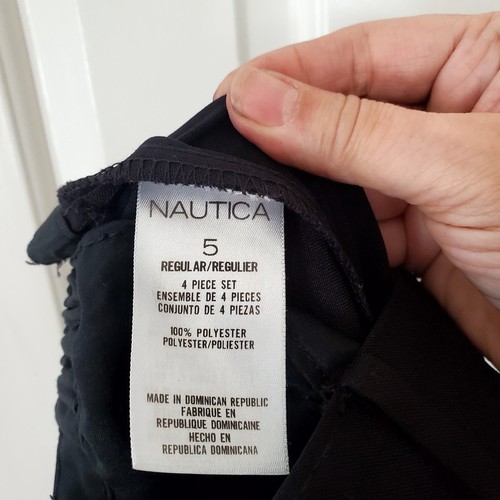 NAUTICA
5
REGULAR/REGULIER
4 PIECE SET
ENSEMBLE DE 4 PIECES
CONJUNTO DE 4 PIEZAS
100% POLYESTER
POLYESTER/POLIESTER
MADE IN DOMINICAN REPUBLIC
FABRIQUE EN
REPUBLIQUE DOMINICAINE
HECHO EN
REPUBLICA DOMINICANA